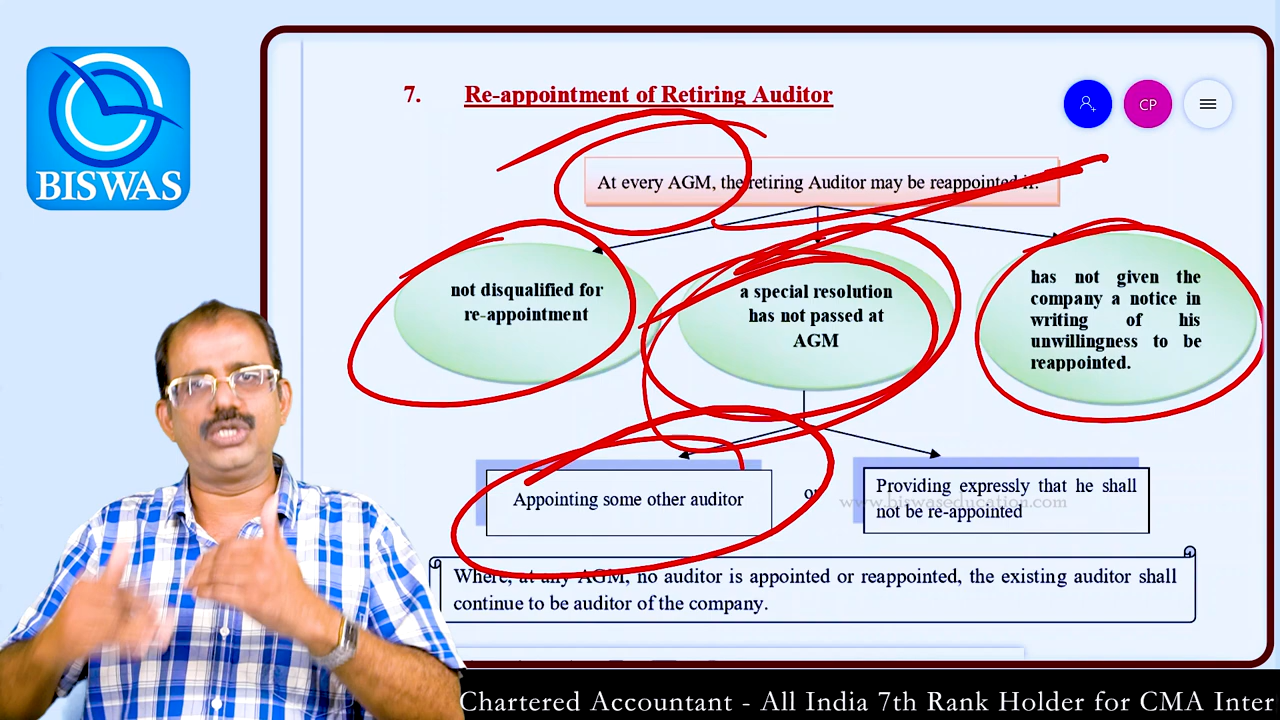 BISWAS
7. Re-appointment of Retiring Auditor
CP
At every AGM, the retiring Auditor may be reappointed if:
not disqualified for
re-appointment
a special resolution
has not passed at
AGM
has not given the
company a notice in
writing of his
unwillingness to be
reappointed.
Appointing some other auditor
or
Providing expressly that he shall
not be re-appointed
www.biswaseducation.com
Where, at any AGM, no auditor is appointed or reappointed, the existing auditor shall
continue to be auditor of the company.
Chartered Accountant - All India 7th Rank Holder for CMA Inter